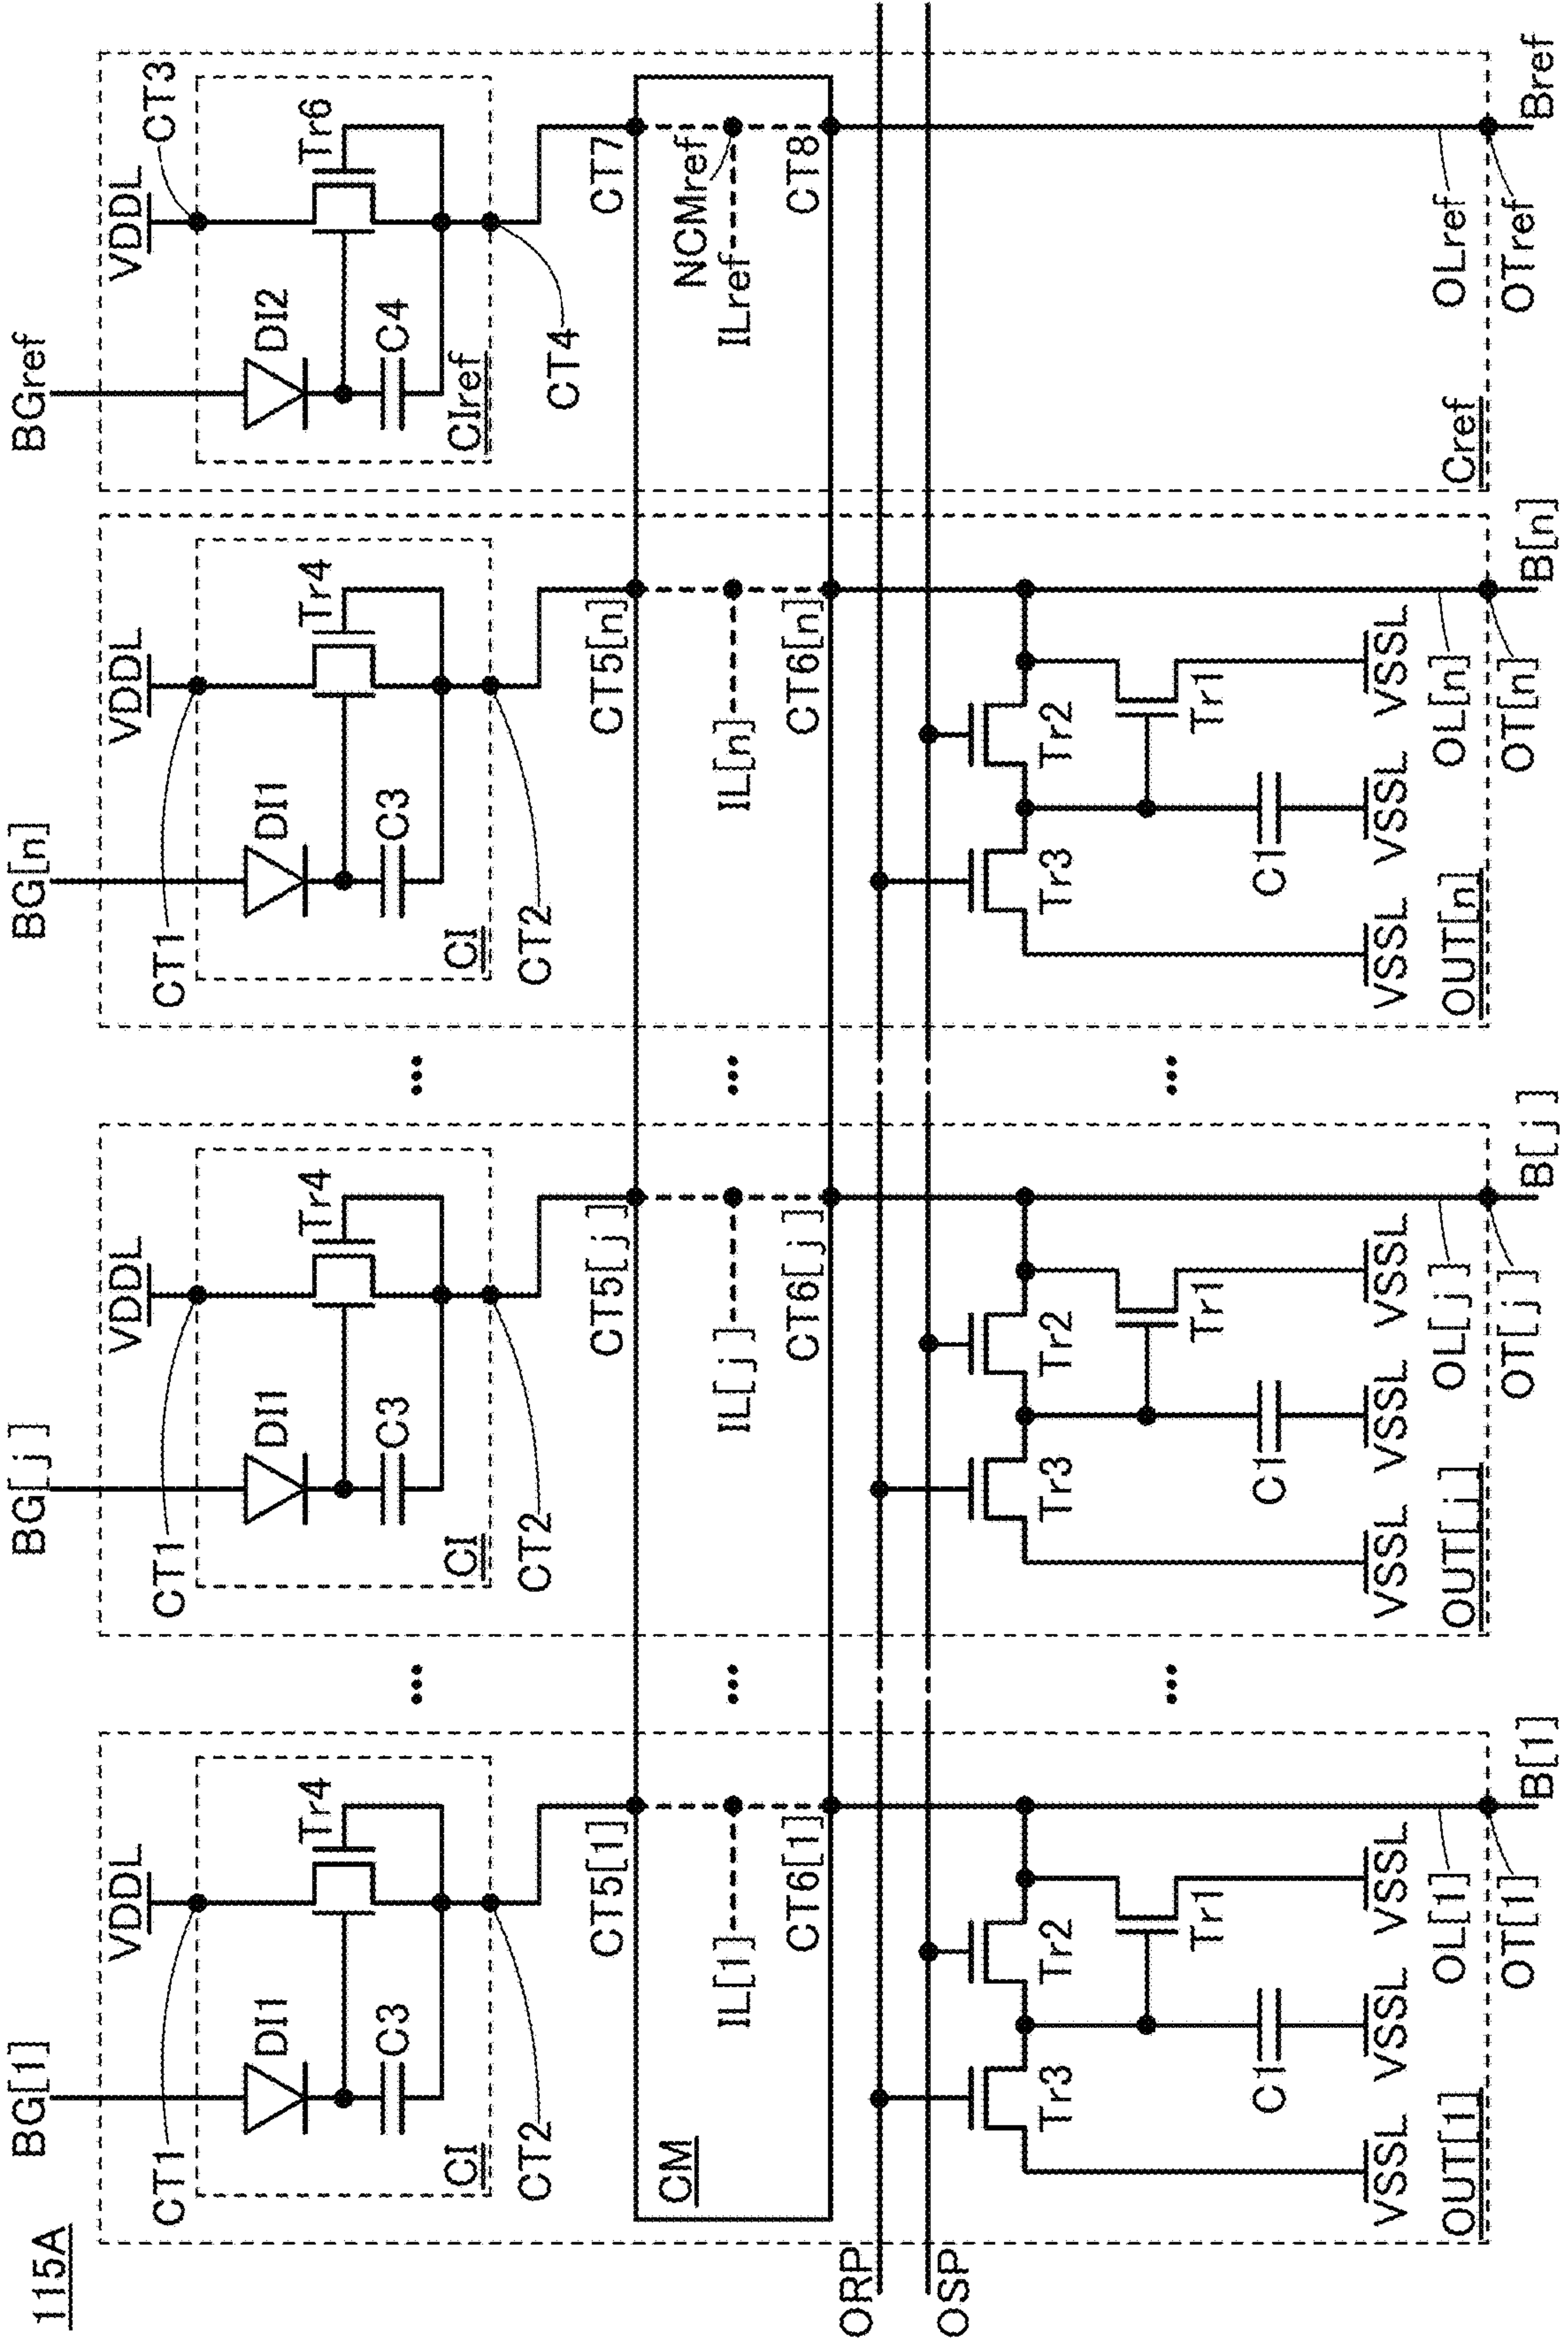 115A
BG[1] BG[j] BG[n] BGref
VDDL VDDL VDDL VDDL
CT1 CT1 CT1 CT3
DI1 Tr4 DI1 Tr4 DI1 Tr4 DI2 Tr6
C3 C3 C3 C4
CI CI CI CIref
CT2 CT2 CT2 CT4
... ...
CT5[1] CT5[j] CT5[n] CT7
CM
NCMref
IL[1] ... IL[j] ... IL[n] ILref
CT6[1] CT6[j] CT6[n] CT8
ORP
OSP
Tr3 Tr2 Tr3 Tr2 Tr3 Tr2
... ...
Tr1 Tr1 Tr1
C1 C1 C1
VSSL VSSL VSSL VSSL VSSL VSSL VSSL VSSL VSSL
OUT[1] OL[1] OUT[j] OL[j] OUT[n] OL[n] Cref OLref
OT[1] OT[j] OT[n] OTref
B[1] B[j] B[n] Bref